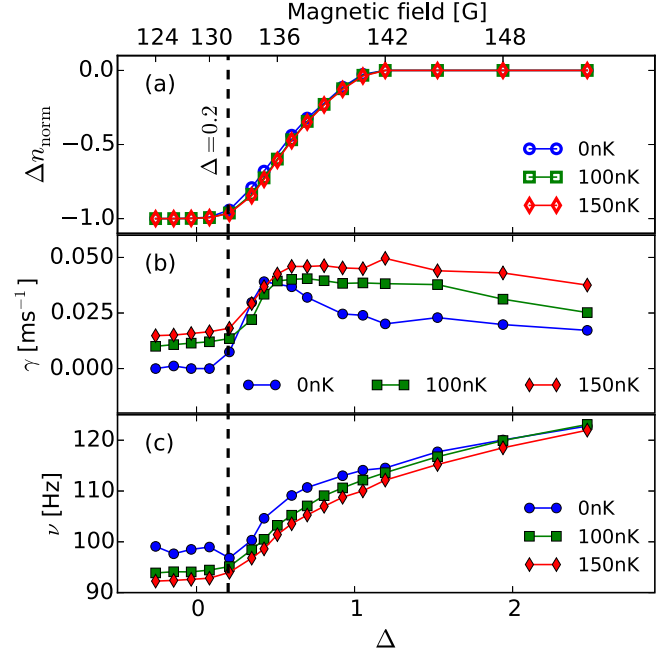 Magnetic field [G]
124 130 136 142 148
(a)
0.0
−0.5
−1.0
Δn_norm
Δ = 0.2
0nK
100nK
150nK
(b)
0.050
0.025
0.000
γ [ms⁻¹]
0nK 100nK 150nK
(c)
120
110
100
90
ν [Hz]
0nK
100nK
150nK
0 1 2
Δ